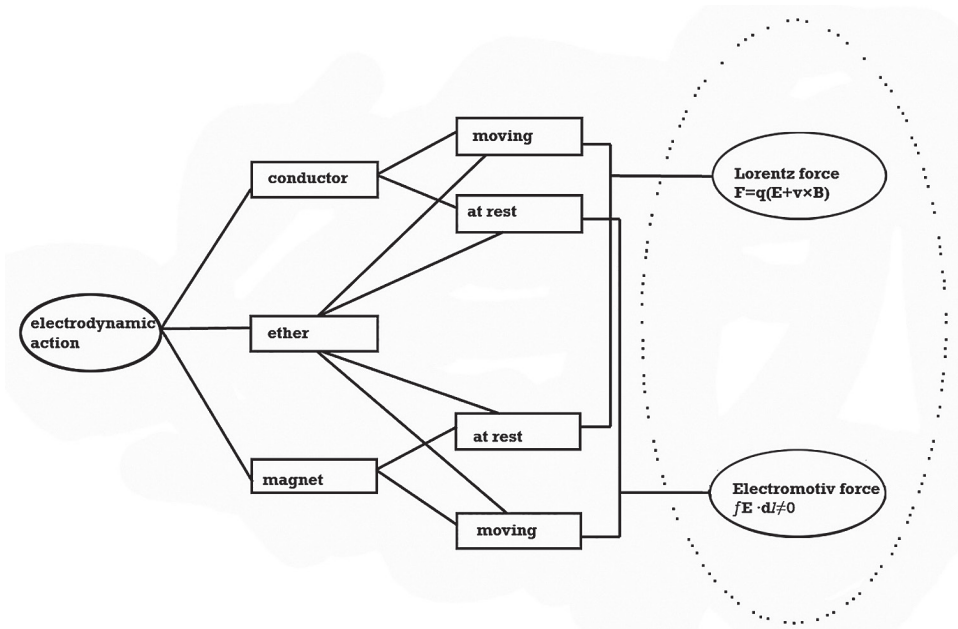 moving
conductor
at rest
Lorentz force
F=q(E+v×B)
electrodynamic
action
ether
at rest
magnet
moving
Electromotiv force
∫E ·dl≠0